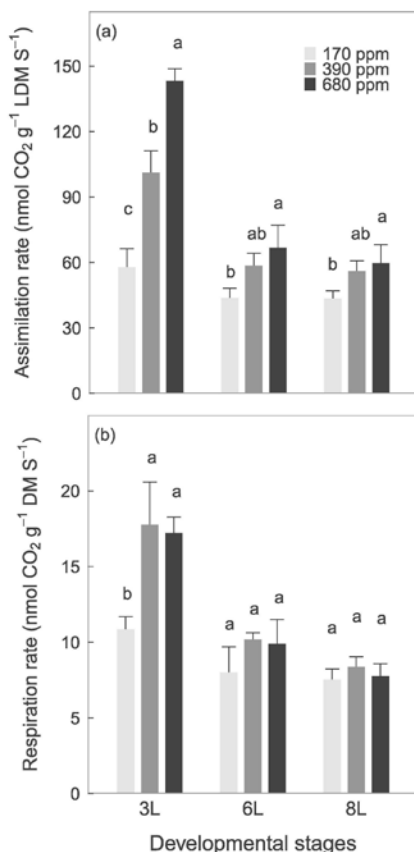 (a)
a
170 ppm
390 ppm
680 ppm
b
c
a
ab
b
a
ab
b
150
120
90
60
30
0
Assimilation rate (nmol CO₂ g⁻¹ LDM S⁻¹)
(b)
a
a
b
a
a
a
a
a
a
20
15
10
5
0
Respiration rate (nmol CO₂ g⁻¹ DM S⁻¹)
3L 6L 8L
Developmental stages